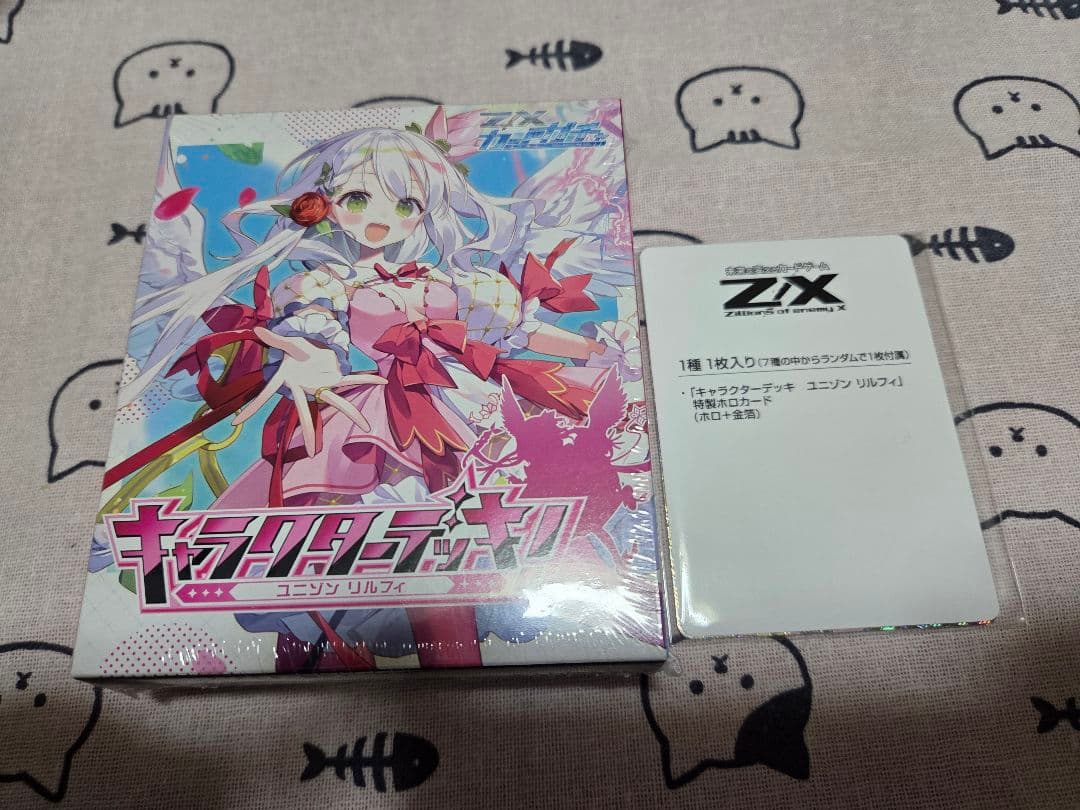 Z/X
キャラクターデッキ
ユニゾン リルフィ
Z/X
Zillions of enemy X
1種 1枚入り(7種の中からランダムで1枚付属)
・「キャラクターデッキ ユニゾン リルフィ」
特製ホロカード
(ホロ+金箔)